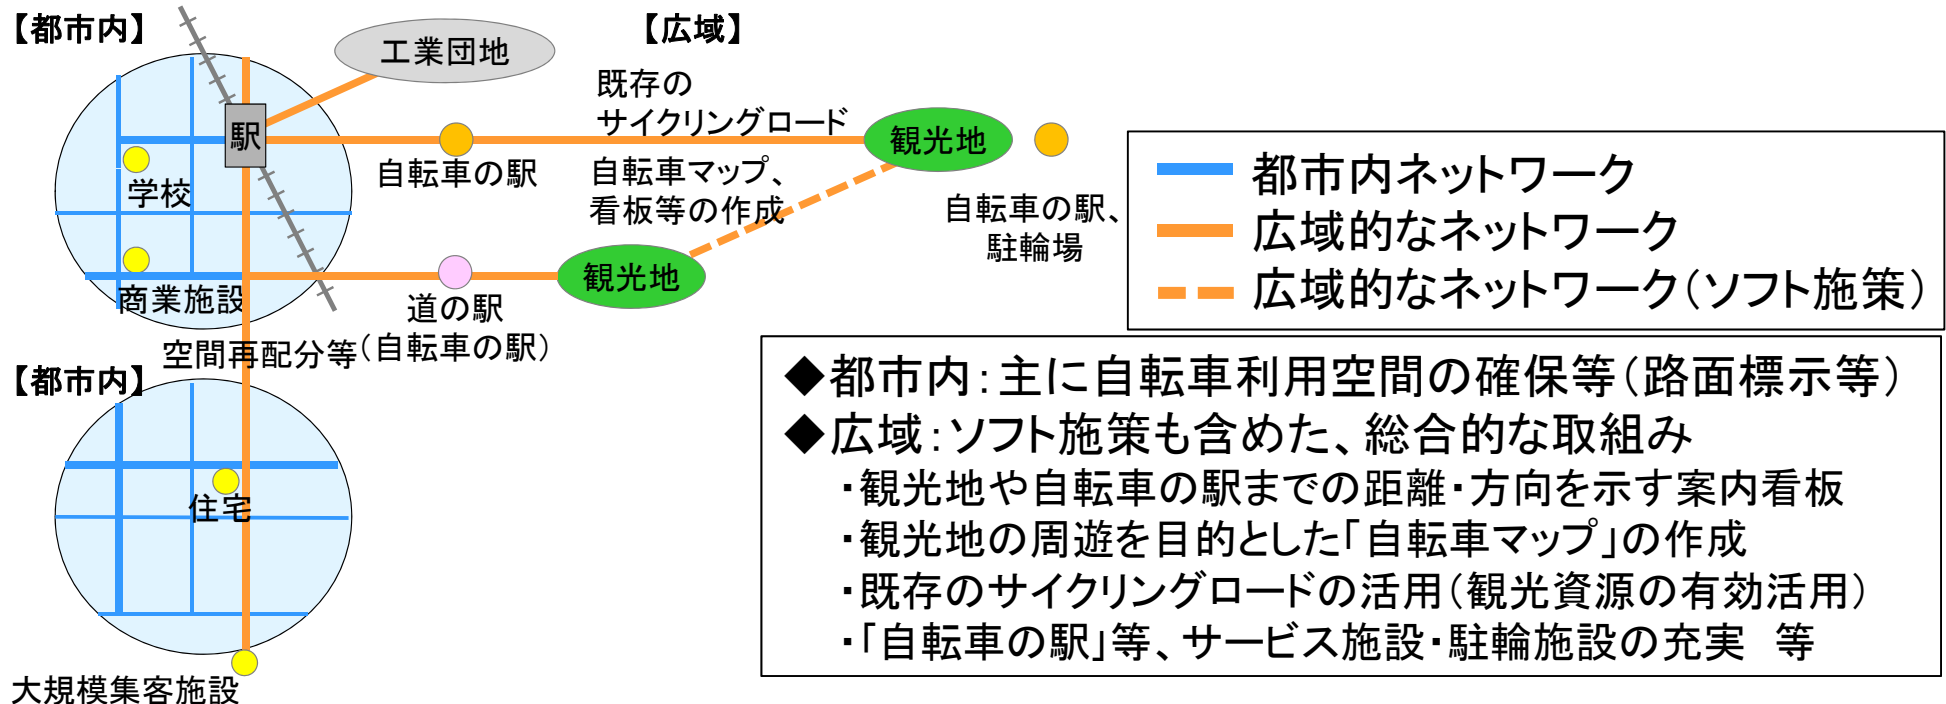 【都市内】
【広域】
工業団地
既存の
サイクリングロード
駅
観光地
自転車の駅
自転車マップ、
看板等の作成
学校
自転車の駅、
駐輪場
観光地
商業施設
道の駅
(自転車の駅)
空間再配分等
【都市内】
住宅
大規模集客施設
都市内ネットワーク
広域的なネットワーク
広域的なネットワーク(ソフト施策)
◆都市内:主に自転車利用空間の確保等(路面標示等)
◆広域:ソフト施策も含めた、総合的な取組み
・観光地や自転車の駅までの距離・方向を示す案内看板
・観光地の周遊を目的とした「自転車マップ」の作成
・既存のサイクリングロードの活用(観光資源の有効活用)
・「自転車の駅」等、サービス施設・駐輪施設の充実　等